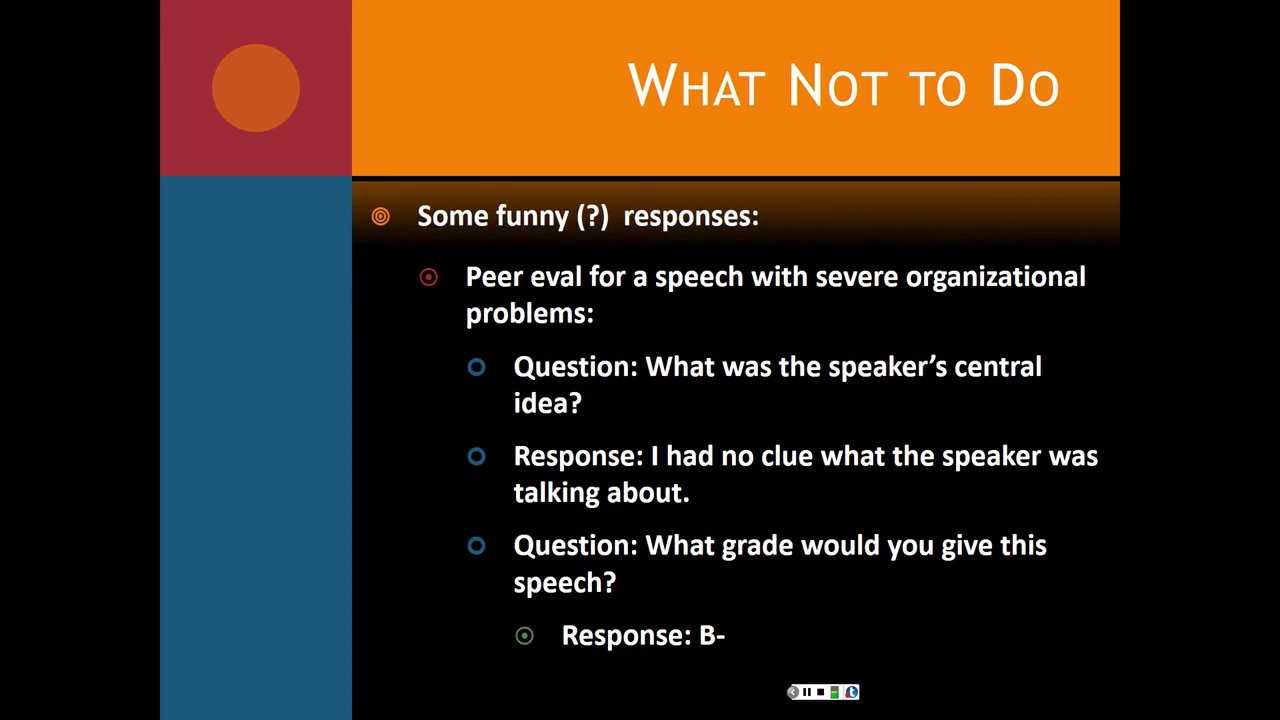 What Not to Do
Some funny (?) responses:
Peer eval for a speech with severe organizational
problems:
Question: What was the speaker’s central
idea?
Response: I had no clue what the speaker was
talking about.
Question: What grade would you give this
speech?
Response: B-